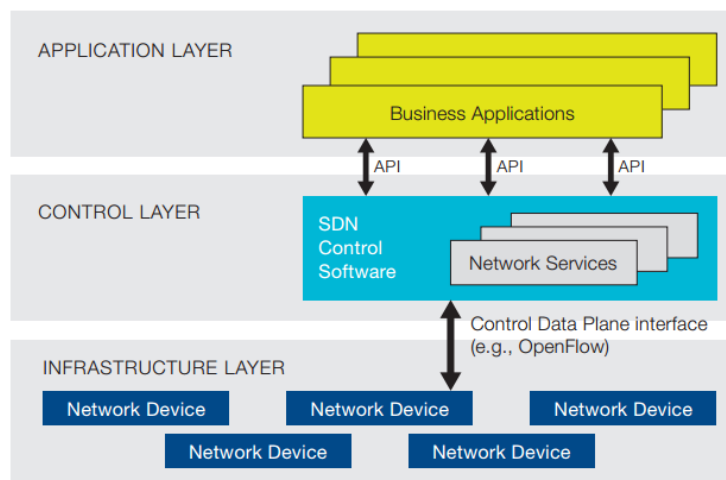 APPLICATION LAYER
Business Applications
API
API
API
CONTROL LAYER
SDN
Control
Software
Network Services
Control Data Plane interface
(e.g., OpenFlow)
INFRASTRUCTURE LAYER
Network Device
Network Device
Network Device
Network Device
Network Device